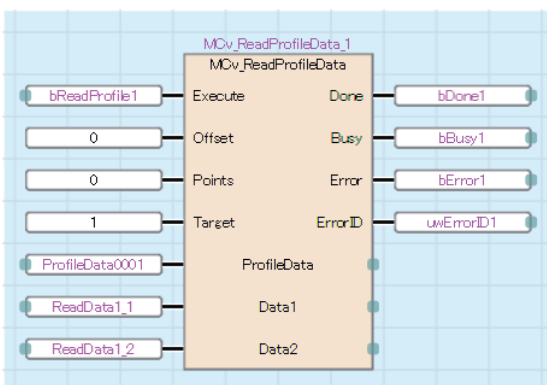 MCv_ReadProfileData_1
MCv_ReadProfileData
bReadProfile1 Execute Done bDone1
0 Offset Busy bBusy1
0 Points Error bError1
1 Target ErrorID uwErrorID1
ProfileData0001 ProfileData
ReadData1_1 Data1
ReadData1_2 Data2